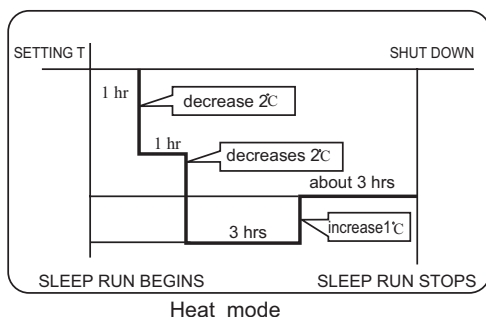 SETTING T SHUT DOWN
1 hr decrease 2℃
1 hr decreases 2℃
about 3 hrs
3 hrs increase1℃
SLEEP RUN BEGINS SLEEP RUN STOPS
Heat mode